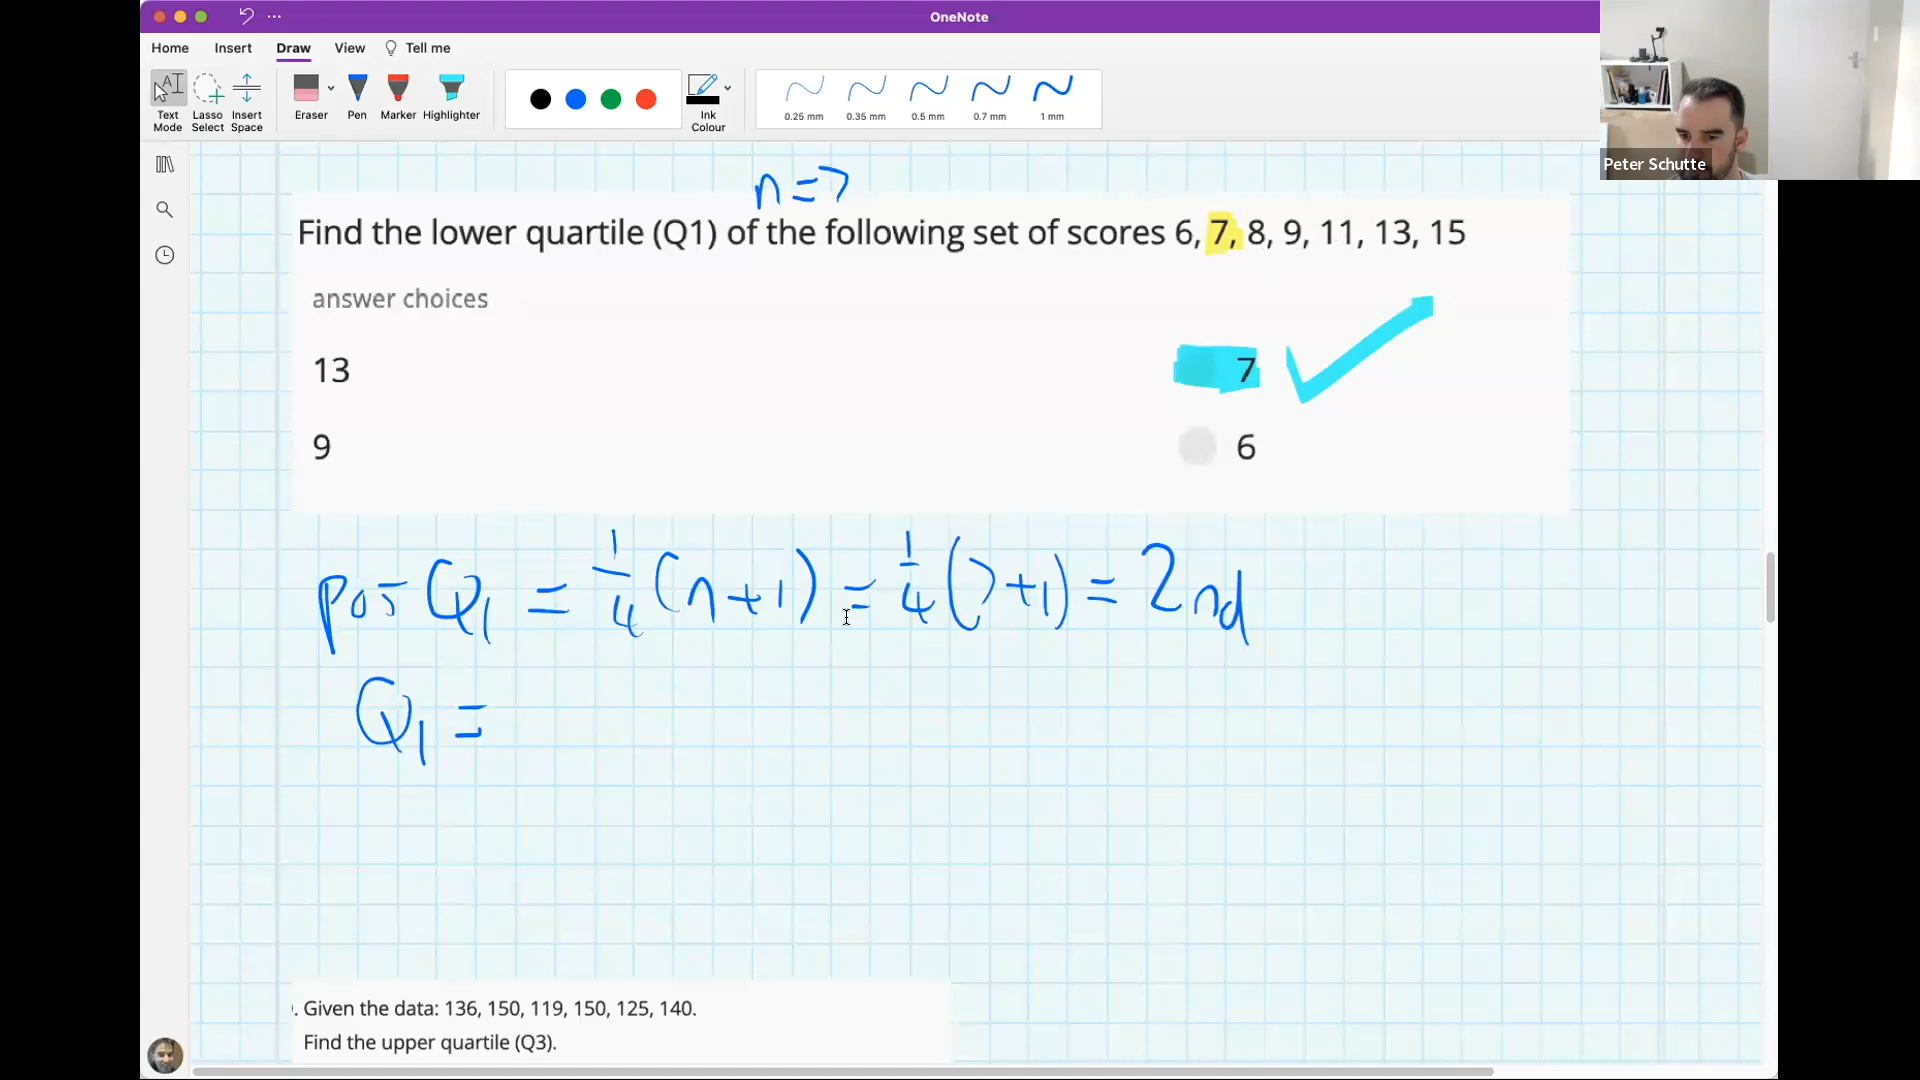 OneNote
Home Insert Draw View Tell me
Text Mode Lasso Select Insert Space Eraser Pen Marker Highlighter Ink Colour 0.25 mm 0.35 mm 0.5 mm 0.7 mm 1 mm
Peter Schutte
n = 7
Find the lower quartile (Q1) of the following set of scores 6, 7, 8, 9, 11, 13, 15
answer choices
13 7
9 6
pos Q1 = 1/4 (n+1) = 1/4 (7+1) = 2nd
Q1 =
. Given the data: 136, 150, 119, 150, 125, 140.
Find the upper quartile (Q3).